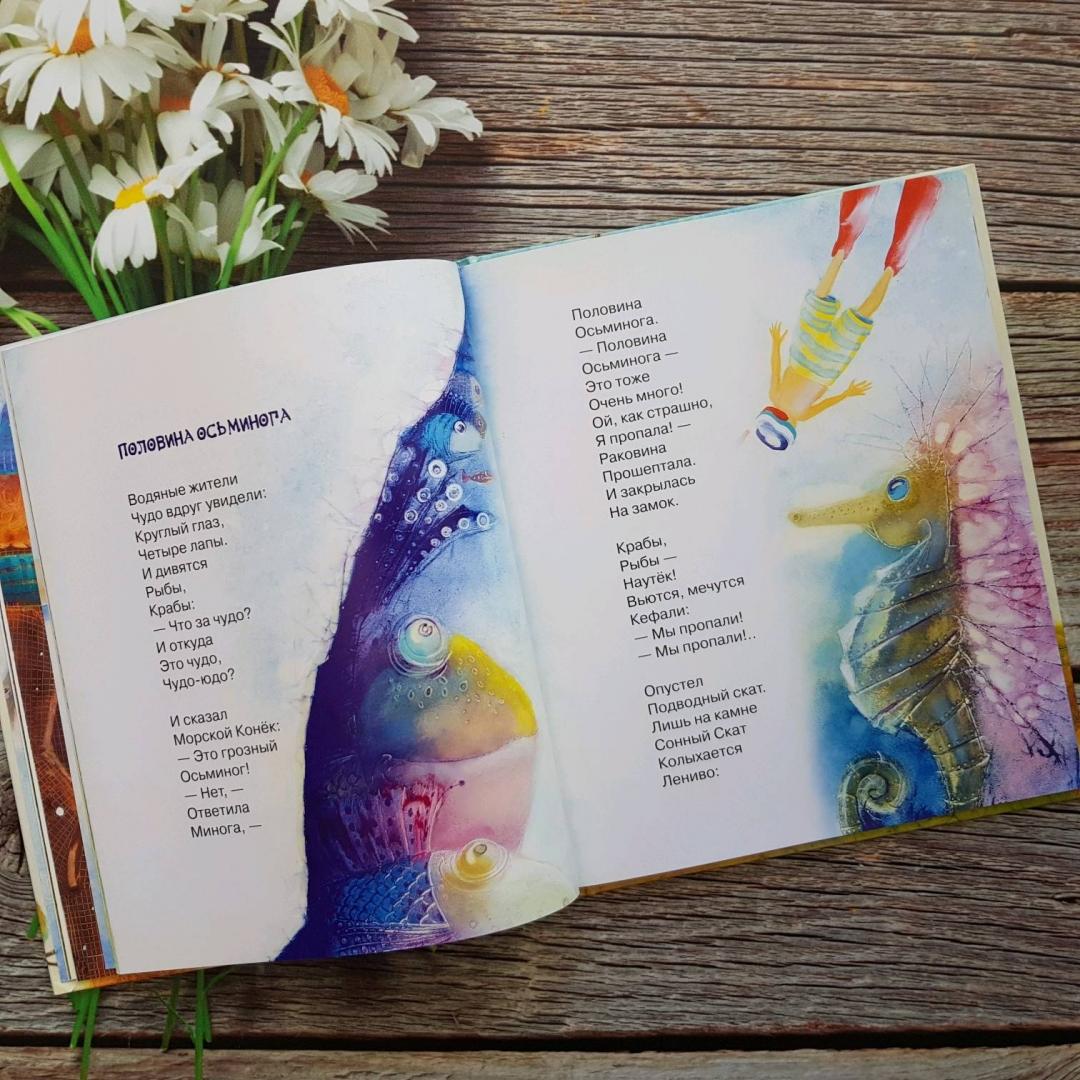 ПОЛОВИНА ОСЬМИНОГА
Водяные жители
Чудо вдруг увидели:
Круглый глаз,
Четыре лапы.
И дивятся
Рыбы,
Крабы:
— Что за чудо?
И откуда
Это чудо,
Чудо-юдо?
И сказал
Морской Конёк:
— Это грозный
Осьминог!
— Нет, —
Ответила
Минога, —
Половина
Осьминога.
— Половина
Осьминога —
Это тоже
Очень много!
Ой, как страшно,
Я пропала! —
Раковина
Прошептала.
И закрылась
На замок.
Крабы,
Рыбы —
Наутёк!
Вьются, мечутся
Кефали:
— Мы пропали!
— Мы пропали!..
Опустел
Подводный скат.
Лишь на камне
Сонный Скат
Колыхается
Лениво: